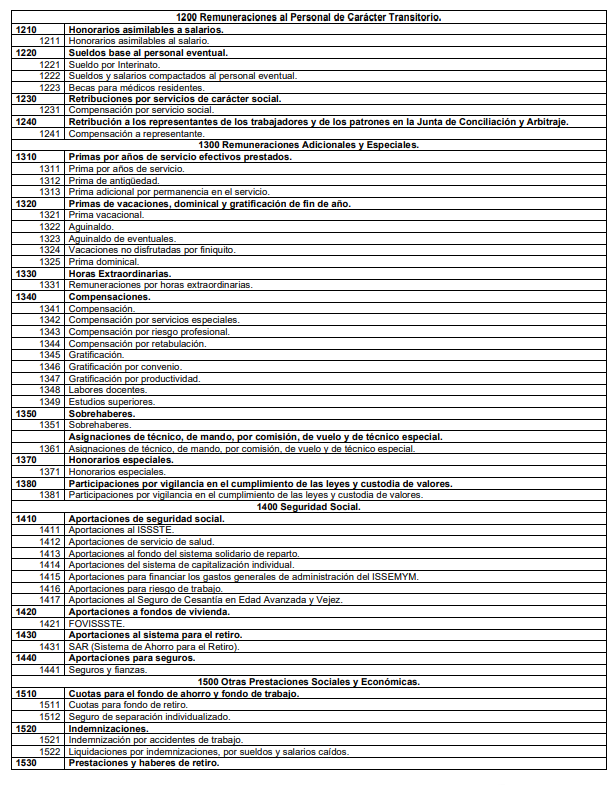 1200 Remuneraciones al Personal de Carácter Transitorio.
1210 Honorarios asimilables a salarios.
1211 Honorarios asimilables al salario.
1220 Sueldos base al personal eventual.
1221 Sueldo por Interinato.
1222 Sueldos y salarios compactados al personal eventual.
1223 Becas para médicos residentes.
1230 Retribuciones por servicios de carácter social.
1231 Compensación por servicio social.
1240 Retribución a los representantes de los trabajadores y de los patrones en la Junta de Conciliación y Arbitraje.
1241 Compensación a representante.
1300 Remuneraciones Adicionales y Especiales.
1310 Primas por años de servicio efectivos prestados.
1311 Prima por años de servicio.
1312 Prima de antigüedad.
1313 Prima adicional por permanencia en el servicio.
1320 Primas de vacaciones, dominical y gratificación de fin de año.
1321 Prima vacacional.
1322 Aguinaldo.
1323 Aguinaldo de eventuales.
1324 Vacaciones no disfrutadas por finiquito.
1325 Prima dominical.
1330 Horas Extraordinarias.
1331 Remuneraciones por horas extraordinarias.
1340 Compensaciones.
1341 Compensación.
1342 Compensación por servicios especiales.
1343 Compensación por riesgo profesional.
1344 Compensación por retabulación.
1345 Gratificación.
1346 Gratificación por convenio.
1347 Gratificación por productividad.
1348 Labores docentes.
1349 Estudios superiores.
1350 Sobrehaberes.
1351 Sobrehaberes.
Asignaciones de técnico, de mando, por comisión, de vuelo y de técnico especial.
1361 Asignaciones de técnico, de mando, por comisión, de vuelo y de técnico especial.
1370 Honorarios especiales.
1371 Honorarios especiales.
1380 Participaciones por vigilancia en el cumplimiento de las leyes y custodia de valores.
1381 Participaciones por vigilancia en el cumplimiento de las leyes y custodia de valores.
1400 Seguridad Social.
1410 Aportaciones de seguridad social.
1411 Aportaciones al ISSSTE.
1412 Aportaciones de servicio de salud.
1413 Aportaciones al fondo del sistema solidario de reparto.
1414 Aportaciones del sistema de capitalización individual.
1415 Aportaciones para financiar los gastos generales de administración del ISSEMYM.
1416 Aportaciones para riesgo de trabajo.
1417 Aportaciones al Seguro de Cesantía en Edad Avanzada y Vejez.
1420 Aportaciones a fondos de vivienda.
1421 FOVISSSTE.
1430 Aportaciones al sistema para el retiro.
1431 SAR (Sistema de Ahorro para el Retiro).
1440 Aportaciones para seguros.
1441 Seguros y fianzas.
1500 Otras Prestaciones Sociales y Económicas.
1510 Cuotas para el fondo de ahorro y fondo de trabajo.
1511 Cuotas para fondo de retiro.
1512 Seguro de separación individualizado.
1520 Indemnizaciones.
1521 Indemnización por accidentes de trabajo.
1522 Liquidaciones por indemnizaciones, por sueldos y salarios caídos.
1530 Prestaciones y haberes de retiro.